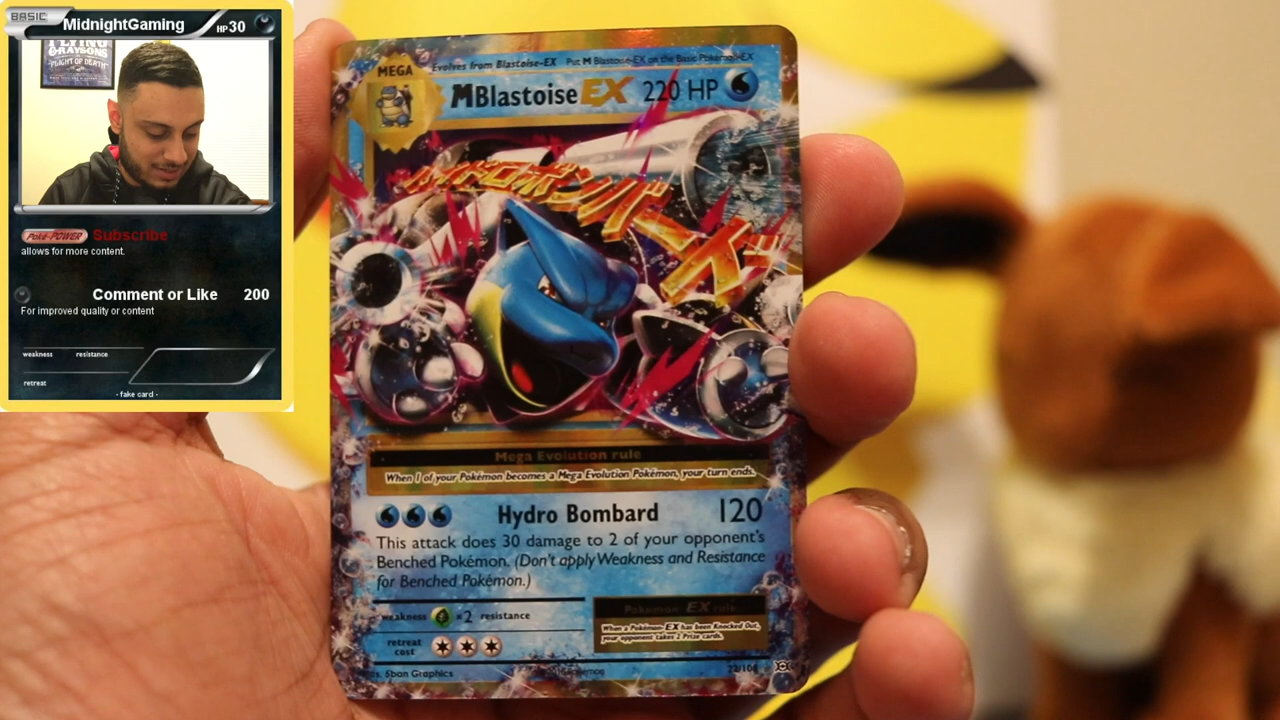 BASIC
MidnightGaming HP 30
FLYING
GRAYSONS
"FLIGHT OF DEATH"
Poké-POWER Subscribe
allows for more content.
Comment or Like 200
For improved quality or content
weakness resistance
retreat
- fake card -
MEGA
Evolves from Blastoise-EX Put M Blastoise-EX on the Basic Pokémon-EX
MBlastoise EX 220 HP
ハイドロボンバード
Mega Evolution rule
When 1 of your Pokémon becomes a Mega Evolution Pokémon, your turn ends.
Hydro Bombard 120
This attack does 30 damage to 2 of your opponent's
Benched Pokémon. (Don't apply Weakness and Resistance
for Benched Pokémon.)
weakness ×2 resistance
retreat
cost
Pokémon-EX rule
When a Pokémon-EX has been Knocked Out,
your opponent takes 2 Prize cards.
5ban Graphics
22/108